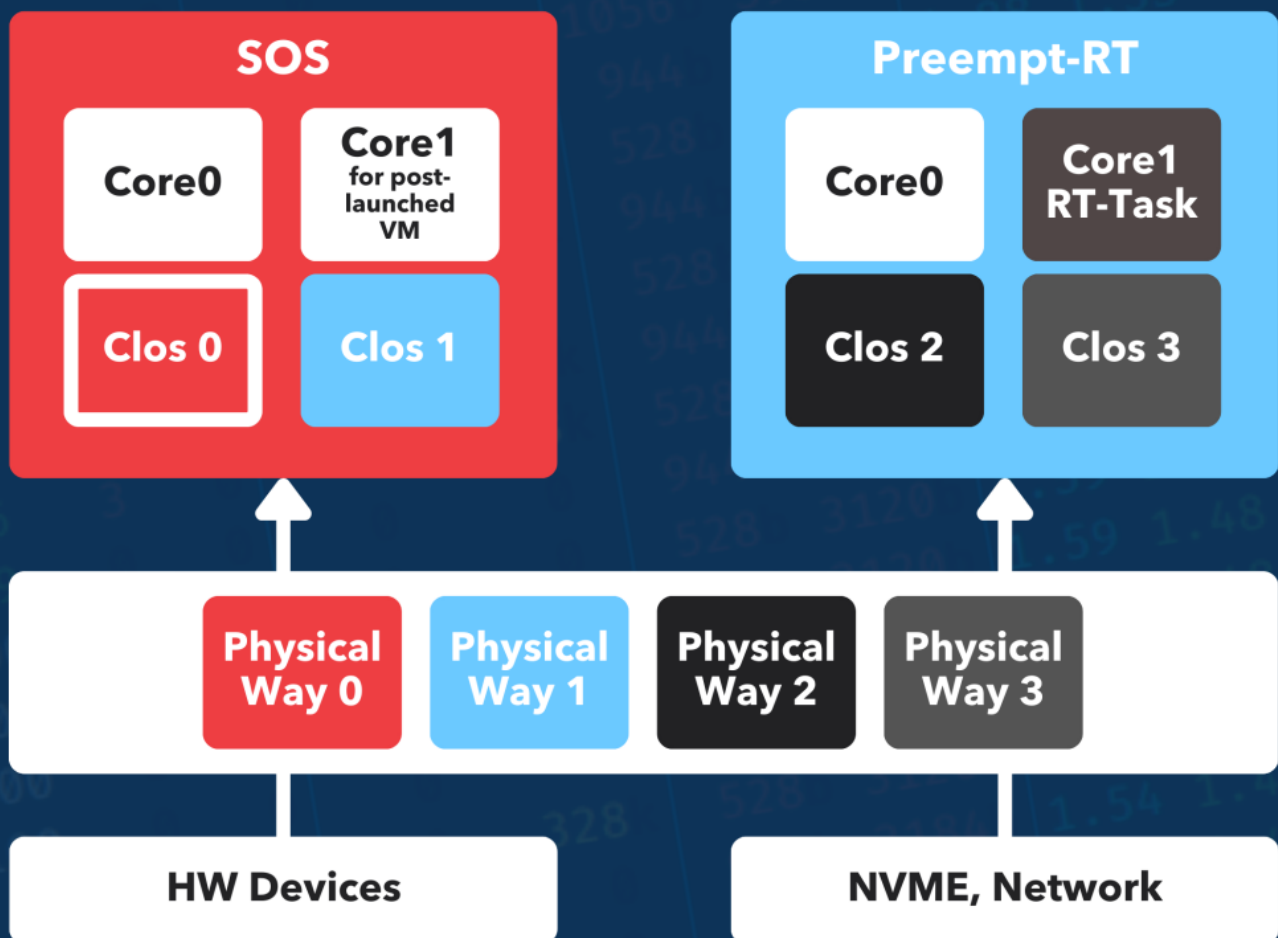 SOS
Core0
Core1
for post-
launched
VM
Clos 0
Clos 1
Preempt-RT
Core0
Core1
RT-Task
Clos 2
Clos 3
Physical
Way 0
Physical
Way 1
Physical
Way 2
Physical
Way 3
HW Devices
NVME, Network